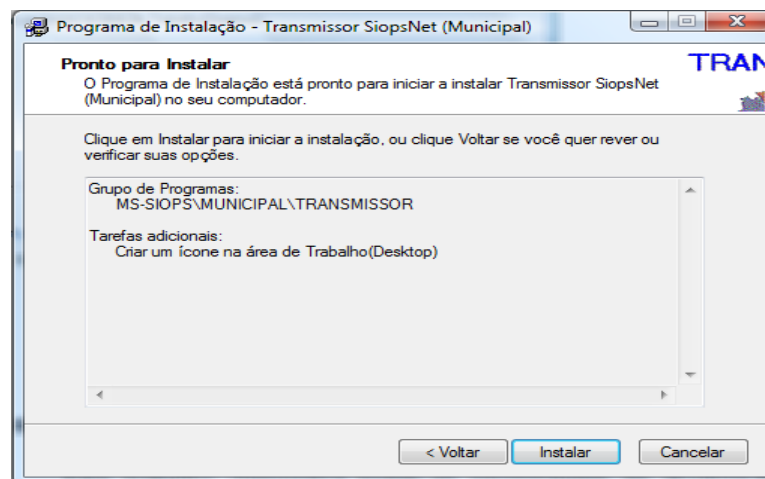 Programa de Instalação - Transmissor SiopsNet (Municipal)
Pronto para Instalar
O Programa de Instalação está pronto para iniciar a instalar Transmissor SiopsNet
(Municipal) no seu computador.
TRAN
Clique em Instalar para iniciar a instalação, ou clique Voltar se você quer rever ou
verificar suas opções.
Grupo de Programas:
MS-SIOPS\MUNICIPAL\TRANSMISSOR
Tarefas adicionais:
Criar um ícone na área de Trabalho(Desktop)
< Voltar
Instalar
Cancelar